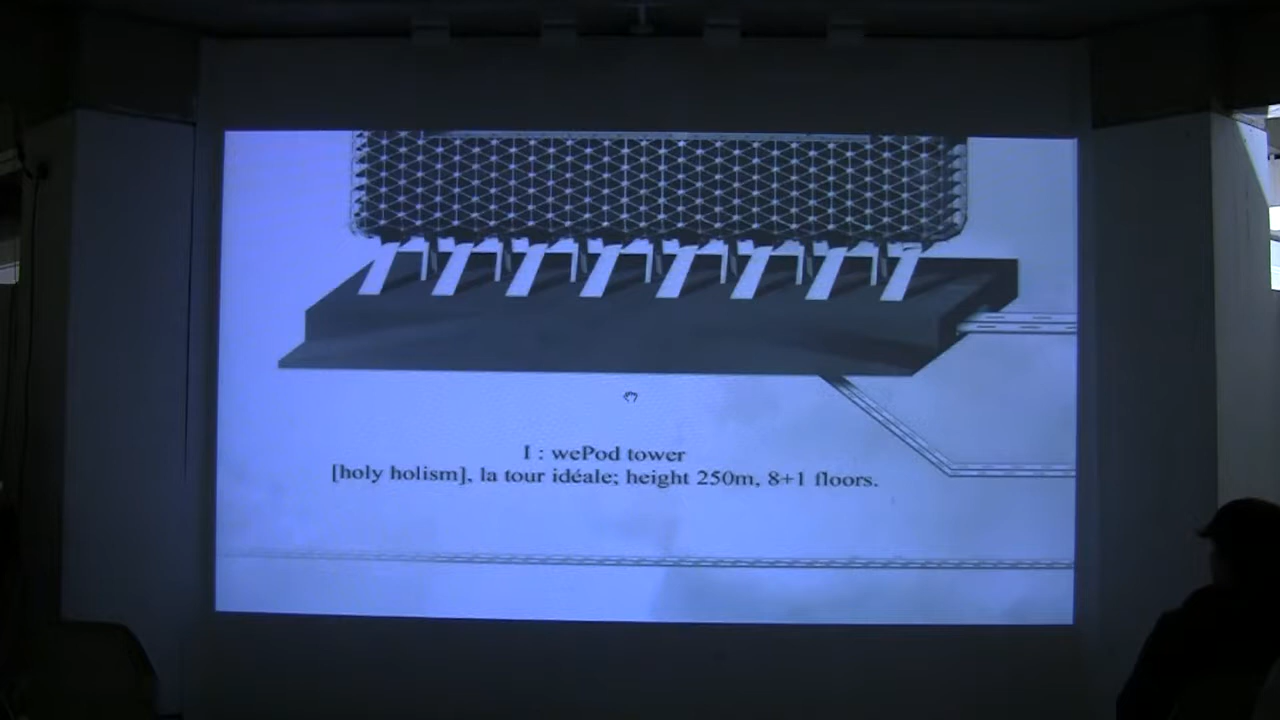 I : wePod tower
[holy holism], la tour idéale; height 250m, 8+1 floors.